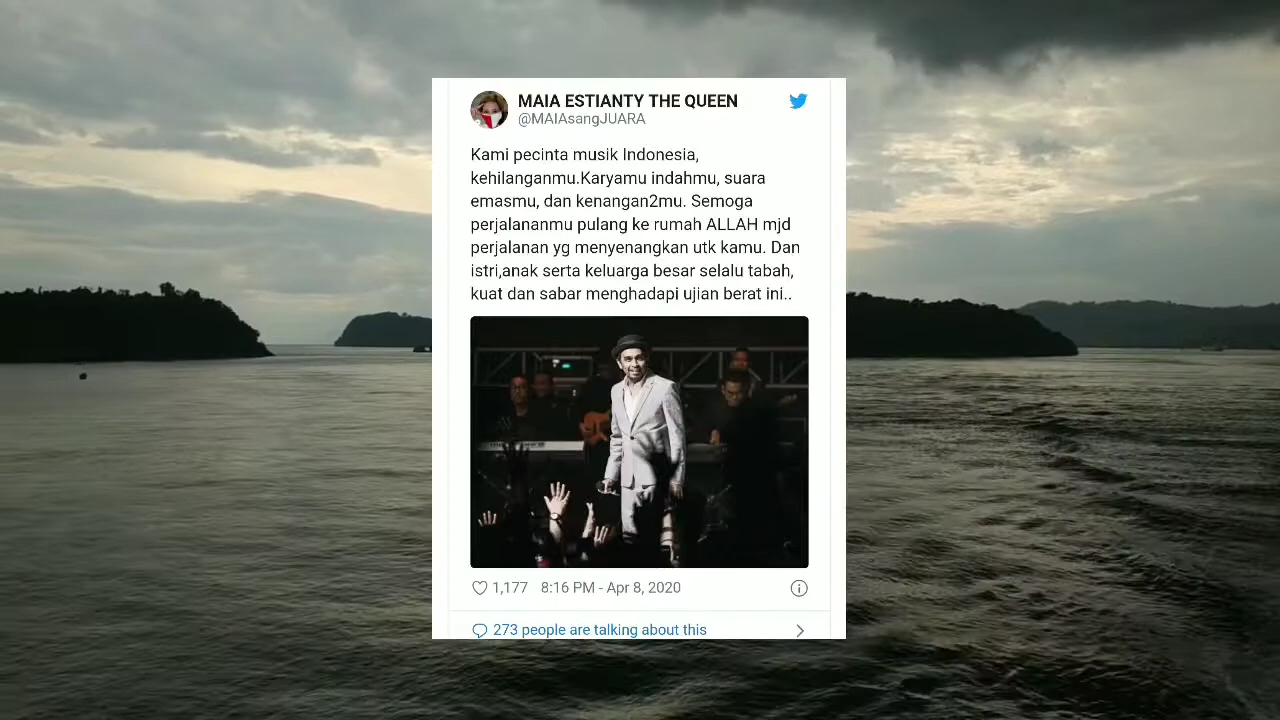 MAIA ESTIANTY THE QUEEN
@MAIAsangJUARA
Kami pecinta musik Indonesia,
kehilanganmu.Karyamu indahmu, suara
emasmu, dan kenangan2mu. Semoga
perjalananmu pulang ke rumah ALLAH mjd
perjalanan yg menyenangkan utk kamu. Dan
istri,anak serta keluarga besar selalu tabah,
kuat dan sabar menghadapi ujian berat ini..
1,177 8:16 PM - Apr 8, 2020
273 people are talking about this